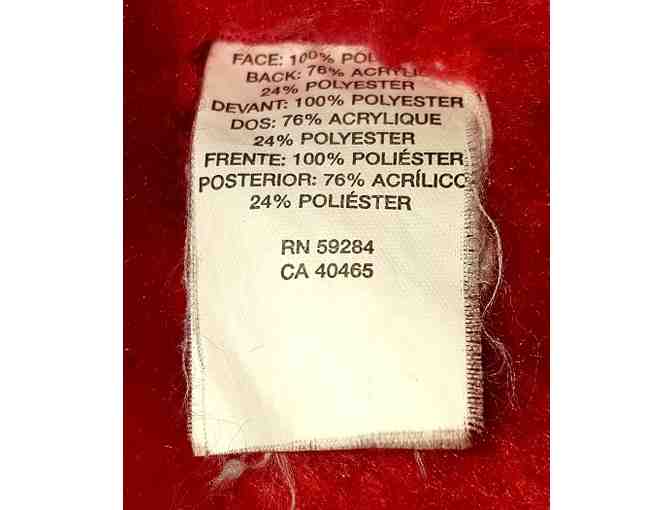 FACE: 100% POL
BACK: 76% ACRYLIC
24% POLYESTER
DEVANT: 100% POLYESTER
DOS: 76% ACRYLIQUE
24% POLYESTER
FRENTE: 100% POLIÉSTER
POSTERIOR: 76% ACRÍLICO
24% POLIÉSTER
RN 59284
CA 40465